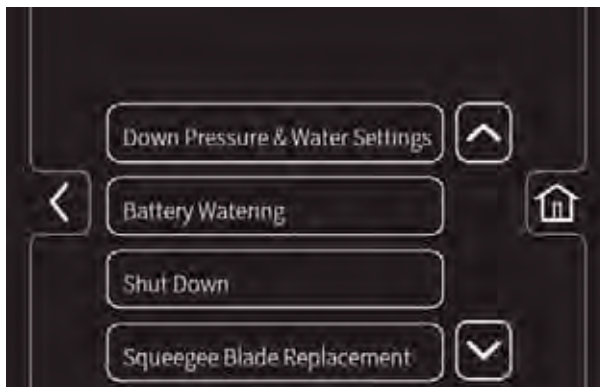 Down Pressure & Water Settings
Battery Watering
Shut Down
Squeegee Blade Replacement